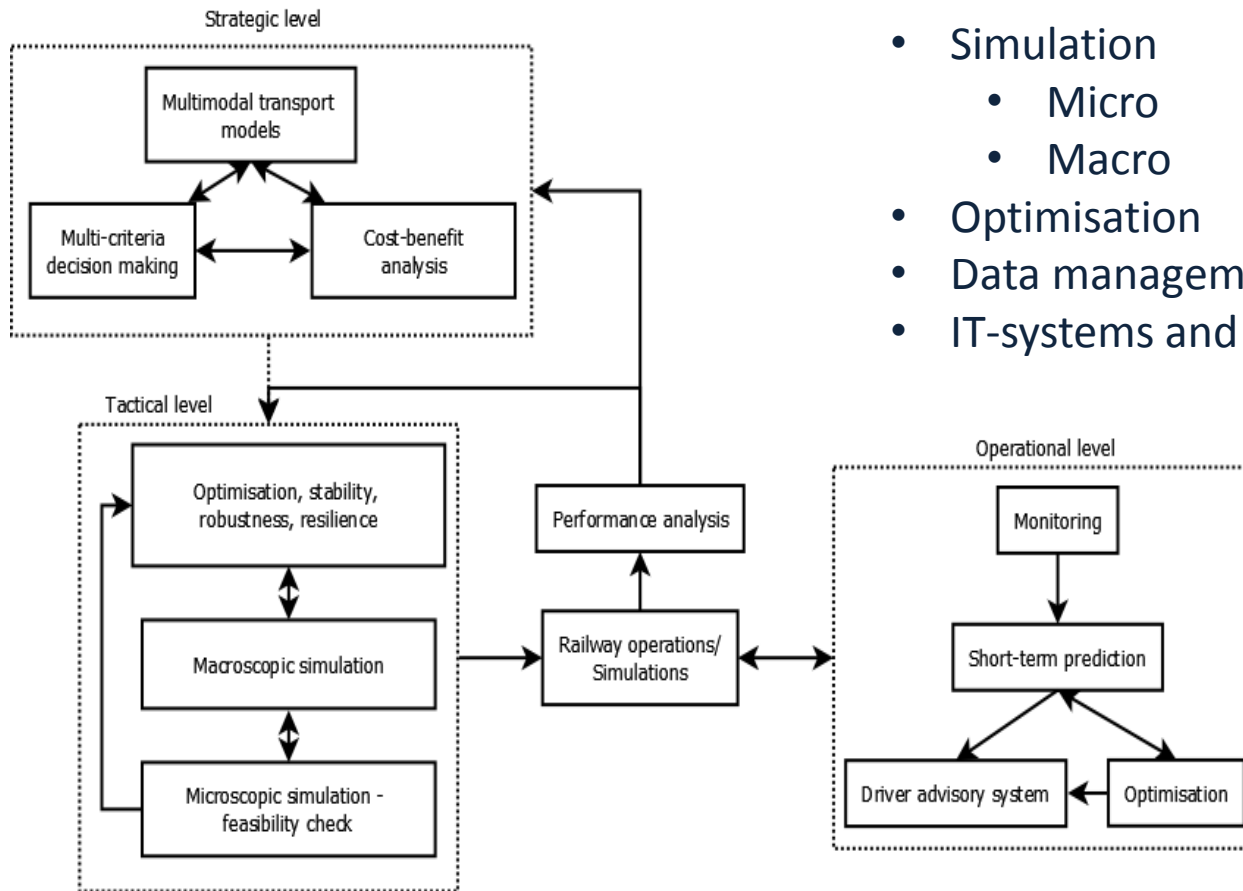 Strategic level
Multimodal transport
models
Multi-criteria
decision making
Cost-benefit
analysis
• Simulation
• Micro
• Macro
• Optimisation
• Data
• IT-systems and
Tactical level
Optimisation, stability,
robustness, resilience
Macroscopic simulation
Microscopic simulation -
feasibility check
Performance analysis
Railway operations/
Simulations
Operational level
Monitoring
Short-term prediction
Driver advisory system
Optimisation